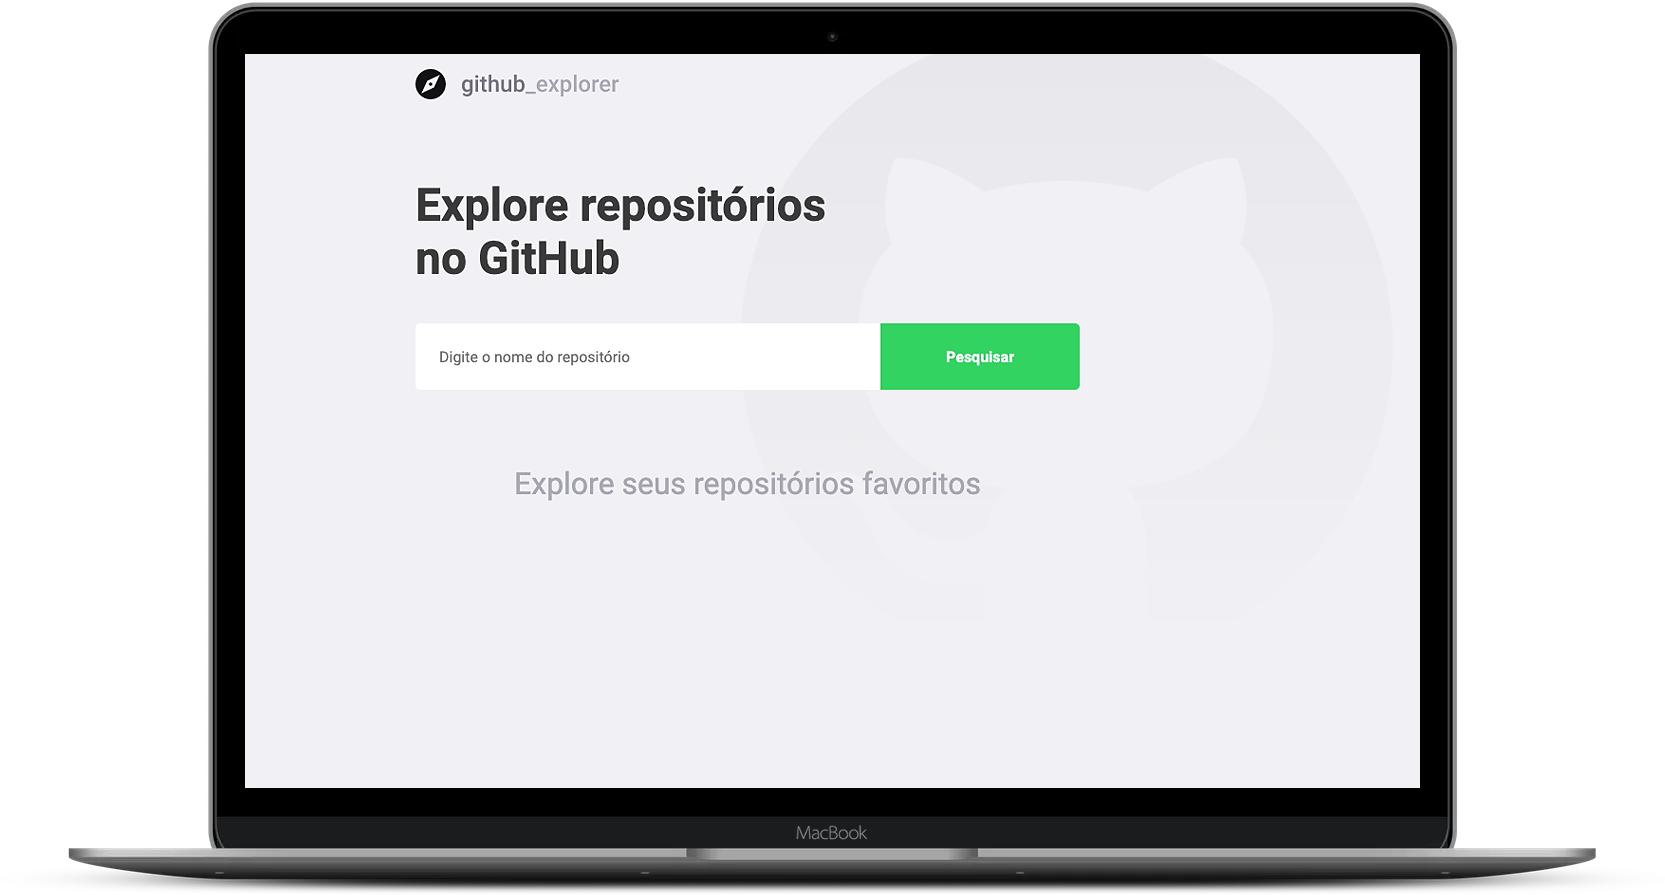 github_explorer
Explore repositórios
no GitHub
Digite o nome do repositório
Pesquisar
Explore seus repositórios favoritos
MacBook